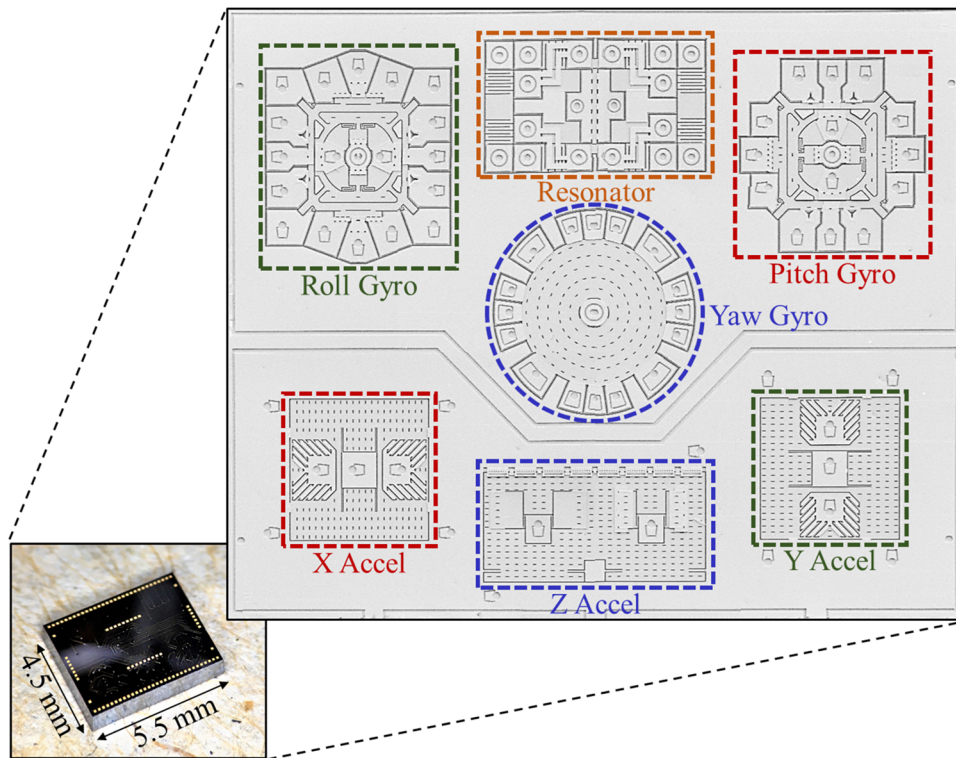 Resonator
Roll Gyro
Pitch Gyro
Yaw Gyro
X Accel
Y Accel
Z Accel
4.5 mm
5.5 mm